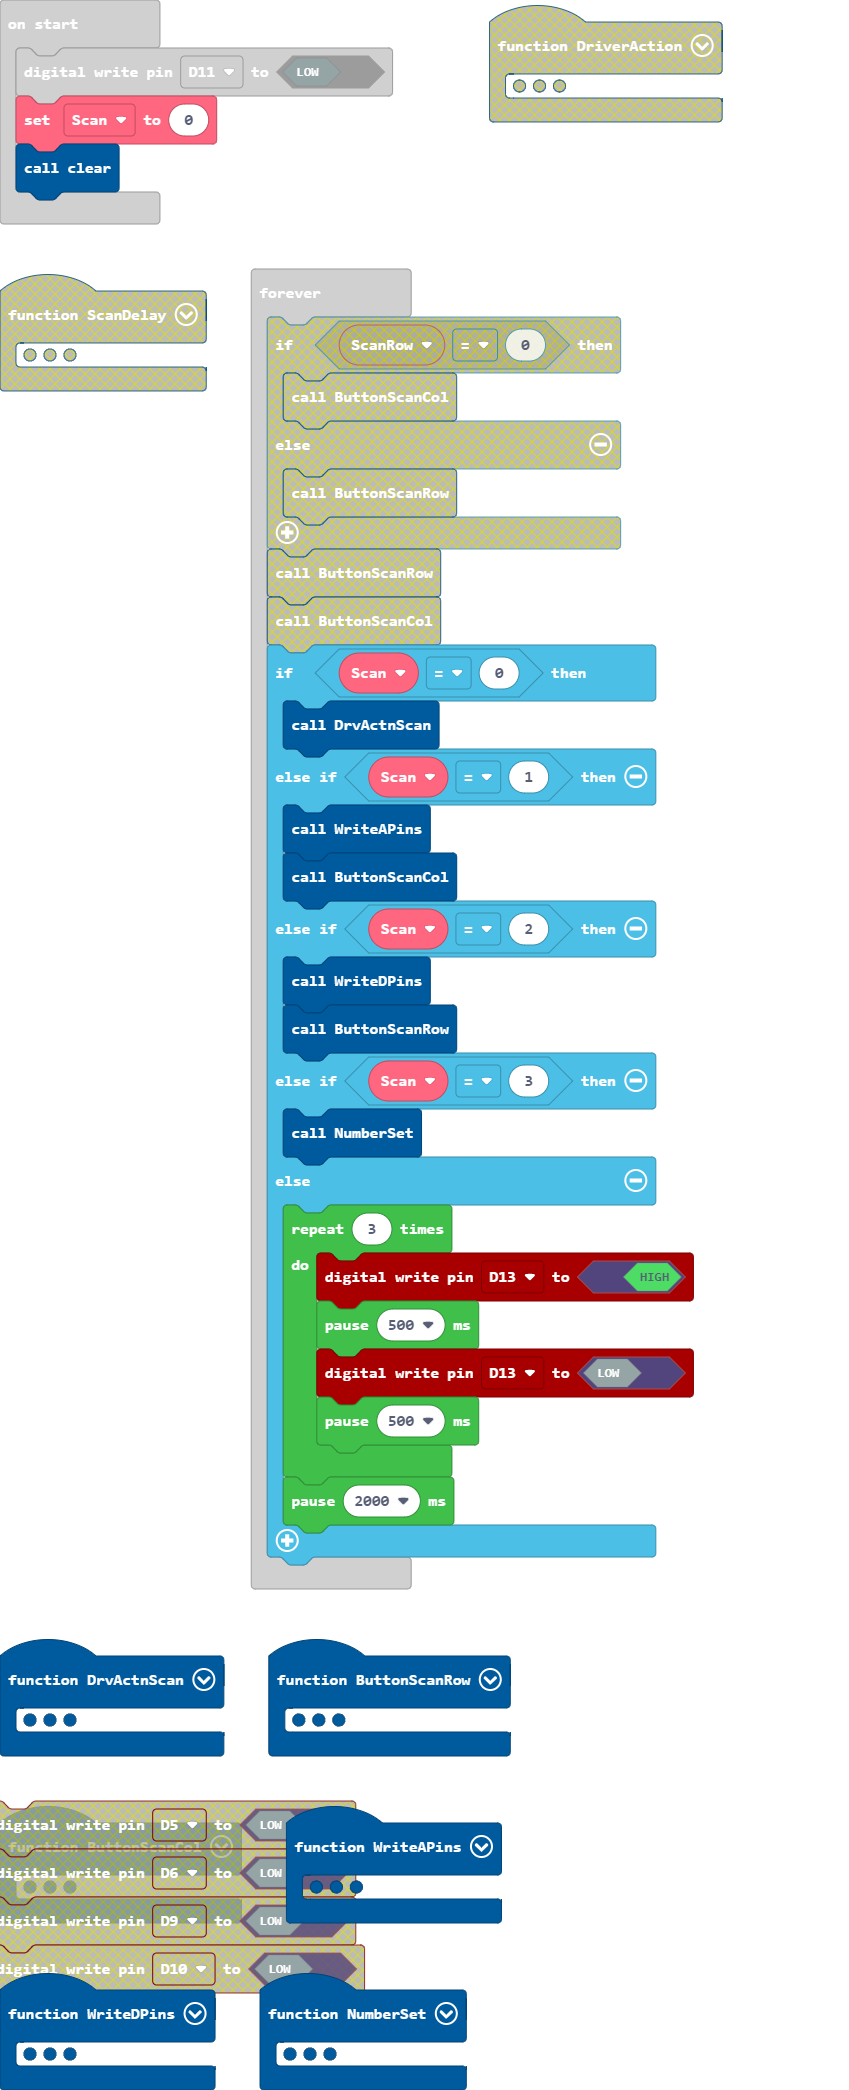 on start
digital write pin D11 to LOW
set Scan to 0
call clear
function DriverAction
function ScanDelay
forever
if ScanRow = 0 then
call ButtonScanCol
else
call ButtonScanRow
call ButtonScanRow
call ButtonScanCol
if Scan = 0 then
call DrvActnScan
else if Scan = 1 then
call WriteAPins
call ButtonScanCol
else if Scan = 2 then
call WriteDPins
call ButtonScanRow
else if Scan = 3 then
call NumberSet
else
repeat 3 times
do
digital write pin D13 to HIGH
pause 500 ms
digital write pin D13 to LOW
pause 500 ms
pause 2000 ms
function DrvActnScan
function ButtonScanRow
digital write pin D5 to LOW
function ButtonScanCol
function WriteAPins
digital write pin D6 to LOW
digital write pin D9 to LOW
digital write pin D10 to LOW
function WriteDPins
function NumberSet